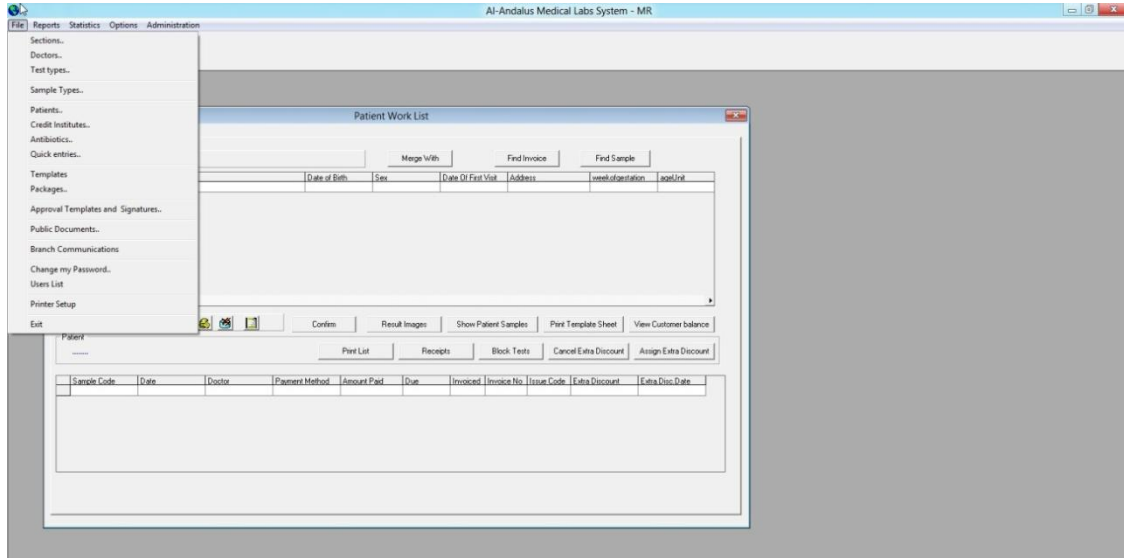 Al-Andalus Medical Labs System - MR
File Reports Statistics Options Administration
Sections..
Doctors..
Test types..
Sample Types..
Patients..
Credit Institutes..
Antibiotics..
Quick entries..
Templates
Packages..
Approval Templates and Signatures..
Public Documents..
Branch Communications
Change my Password..
Users List
Printer Setup
Exit
Patient Work List
Merge With Find Invoice Find Sample
Date of Birth Sex Date Of First Visit Address weekofgestation ageUnit
Confirm Result Images Show Patient Samples Print Template Sheet View Customer balance
Patient
Print List Receipts Block Tests Cancel Extra Discount Assign Extra Discount
Sample Code Date Doctor Payment Method Amount Paid Due Invoiced Invoice No Issue Code Extra Discount Extra.Disc.Date